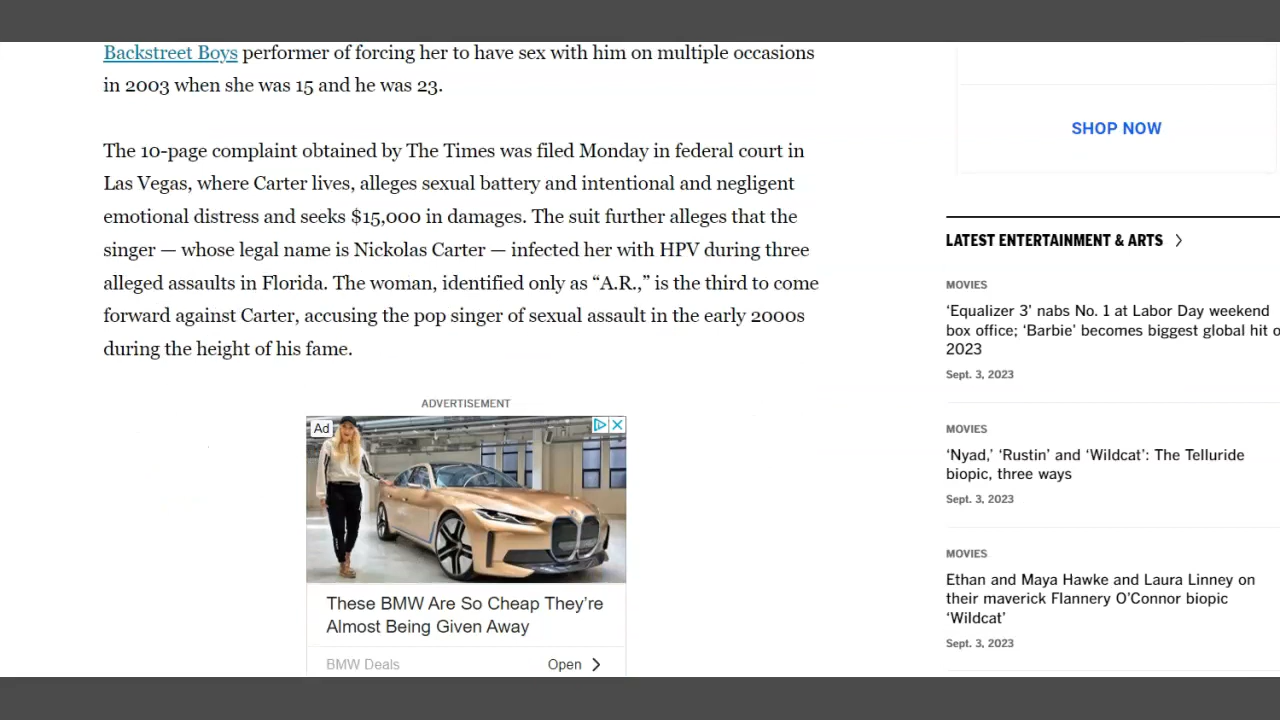 Backstreet Boys performer of forcing her to have sex with him on multiple occasions
in 2003 when she was 15 and he was 23.
The 10-page complaint obtained by The Times was filed Monday in federal court in
Las Vegas, where Carter lives, alleges sexual battery and intentional and negligent
emotional distress and seeks $15,000 in damages. The suit further alleges that the
singer — whose legal name is Nickolas Carter — infected her with HPV during three
alleged assaults in Florida. The woman, identified only as “A.R.,” is the third to come
forward against Carter, accusing the pop singer of sexual assault in the early 2000s
during the height of his fame.
ADVERTISEMENT
Ad
These BMW Are So Cheap They’re
Almost Being Given Away
BMW Deals
Open
SHOP NOW
LATEST ENTERTAINMENT & ARTS
MOVIES
‘Equalizer 3’ nabs No. 1 at Labor Day weekend
box office; ‘Barbie’ becomes biggest global hit o
2023
Sept. 3, 2023
MOVIES
‘Nyad,’ ‘Rustin’ and ‘Wildcat’: The Telluride
biopic, three ways
Sept. 3, 2023
MOVIES
Ethan and Maya Hawke and Laura Linney on
their maverick Flannery O’Connor biopic
‘Wildcat’
Sept. 3, 2023